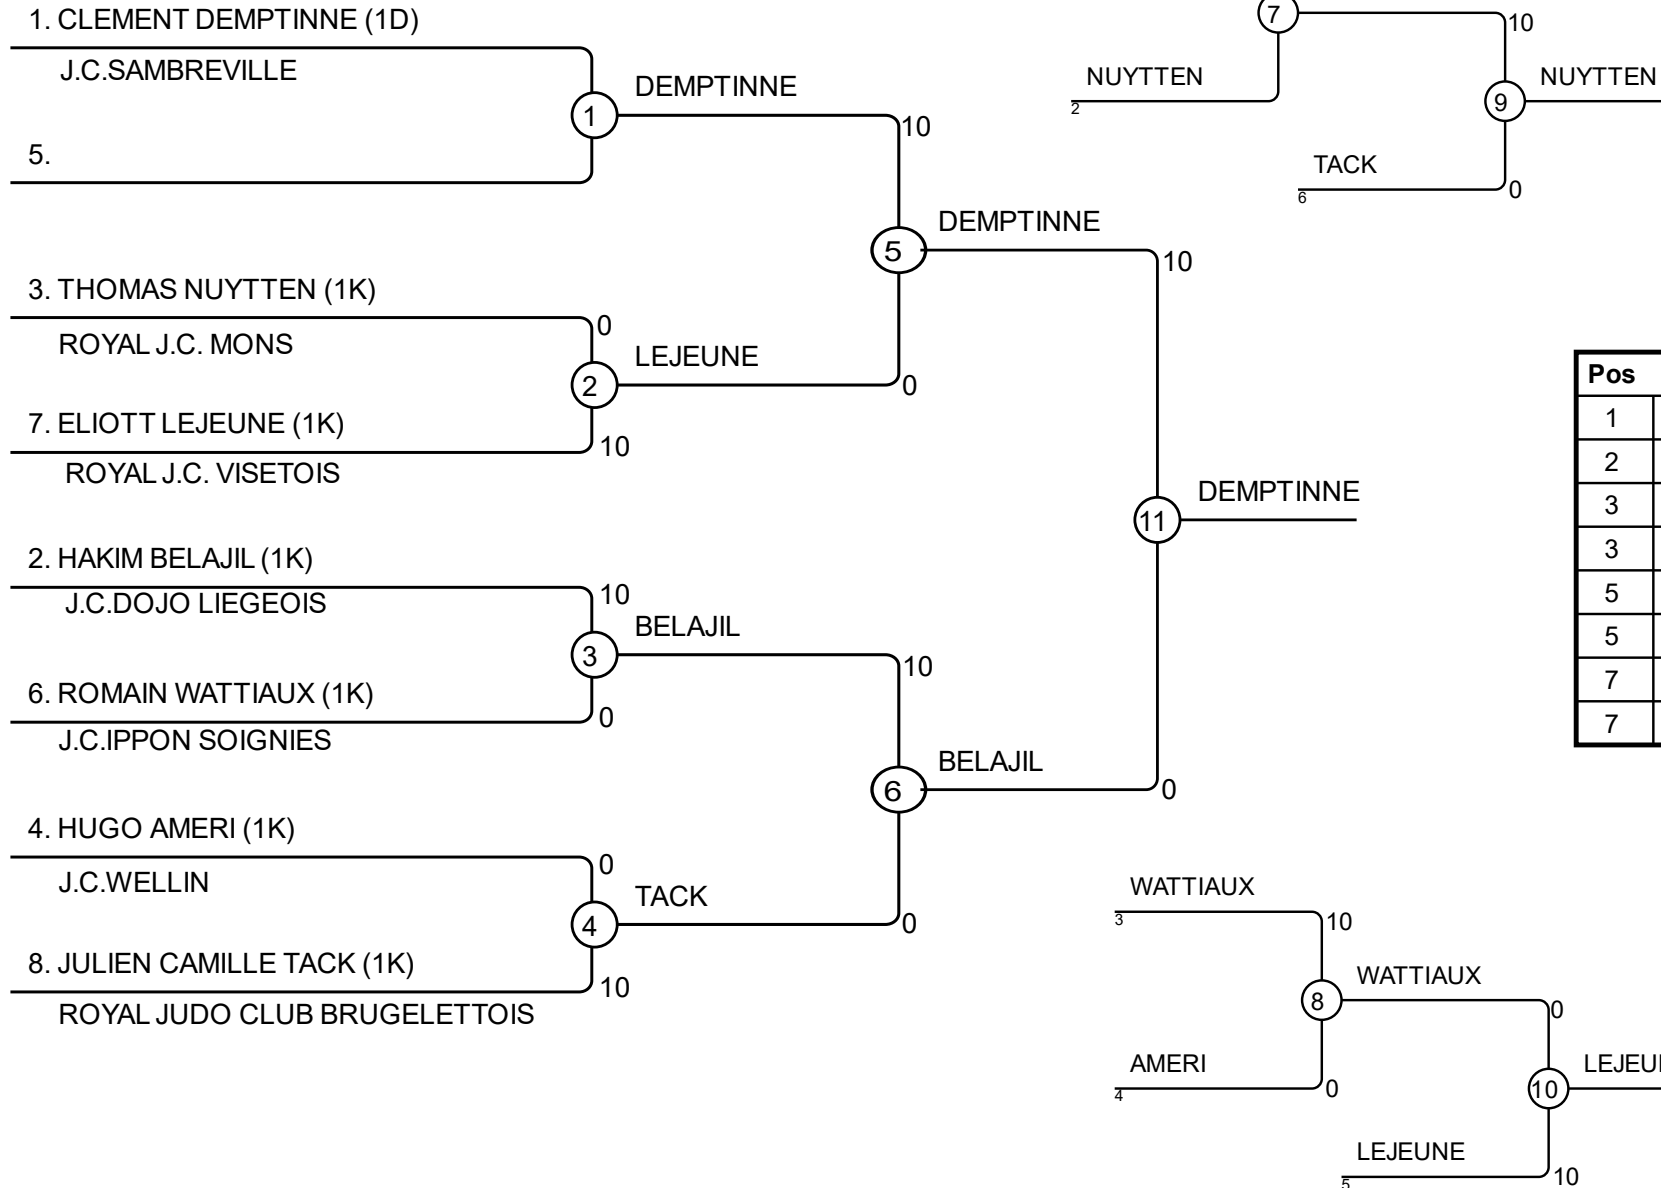 1. CLEMENT DEMPTINNE (1D)
J.C.SAMBREVILLE
5.
1
DEMPTINNE
10
3. THOMAS NUYTTEN (1K)
0
ROYAL J.C. MONS
2
LEJEUNE
0
7. ELIOTT LEJEUNE (1K)
10
ROYAL J.C. VISETOIS
5
DEMPTINNE
10
2. HAKIM BELAJIL (1K)
10
J.C.DOJO LIEGEOIS
3
BELAJIL
10
6. ROMAIN WATTIAUX (1K)
0
J.C.IPPON SOIGNIES
4. HUGO AMERI (1K)
0
J.C.WELLIN
4
TACK
0
8. JULIEN CAMILLE TACK (1K)
10
ROYAL JUDO CLUB BRUGELETTOIS
6
BELAJIL
0
11
DEMPTINNE
7
10
NUYTTEN
2
9
NUYTTEN
TACK
6
0
Pos
1
2
3
3
5
5
7
7
WATTIAUX
3
10
8
WATTIAUX
0
AMERI
4
0
10
LEJEU
LEJEUNE
5
10